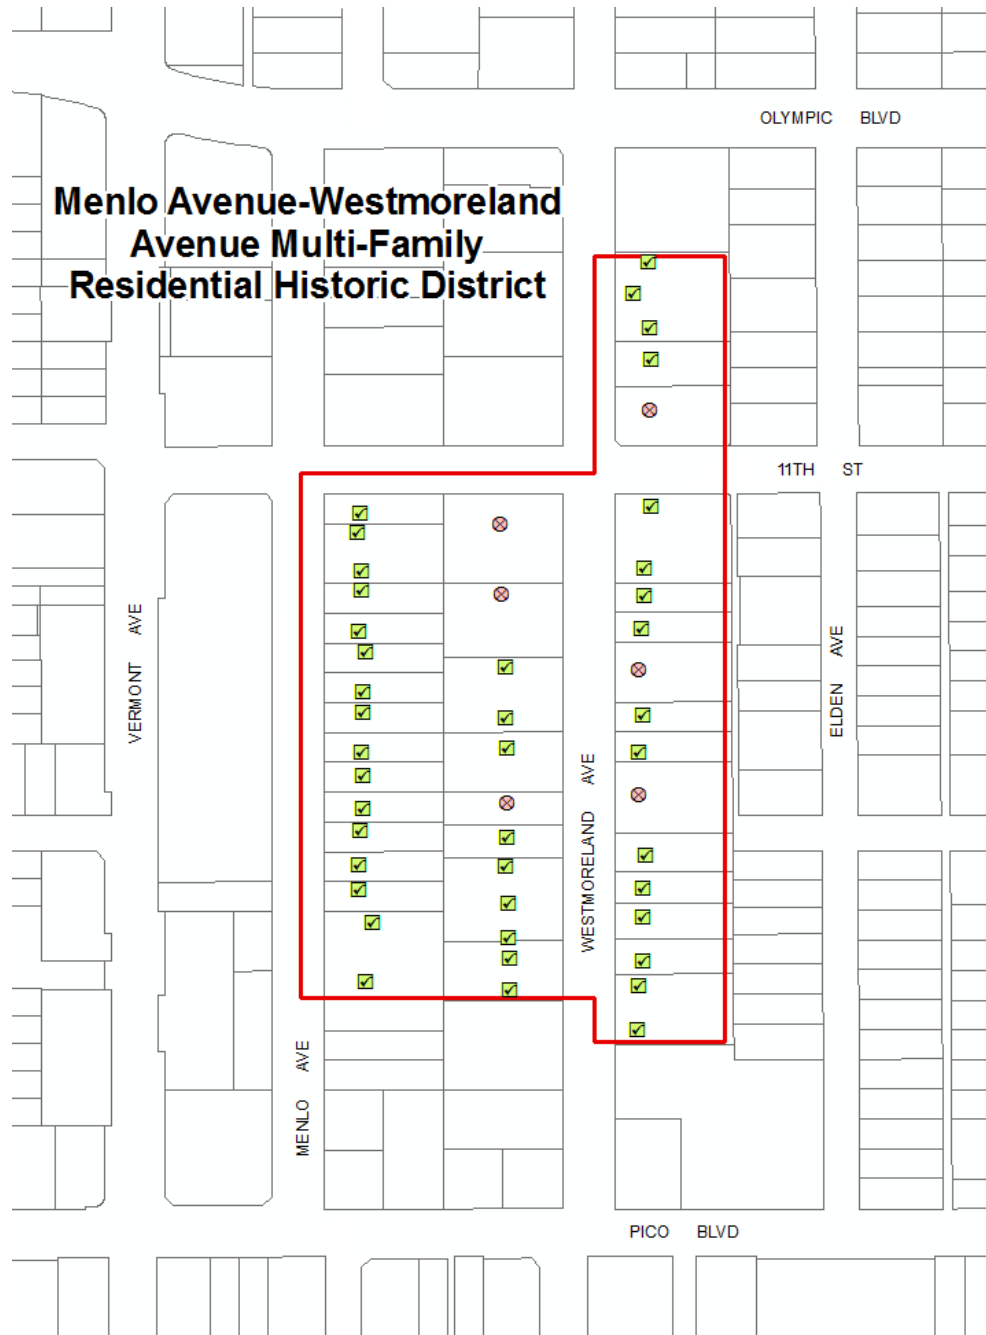 OLYMPIC BLVD
Menlo Avenue-Westmoreland
Avenue Multi-Family
Residential Historic District
11TH ST
VERMONT AVE
ELDEN AVE
WESTMORELAND AVE
MENLO AVE
PICO BLVD